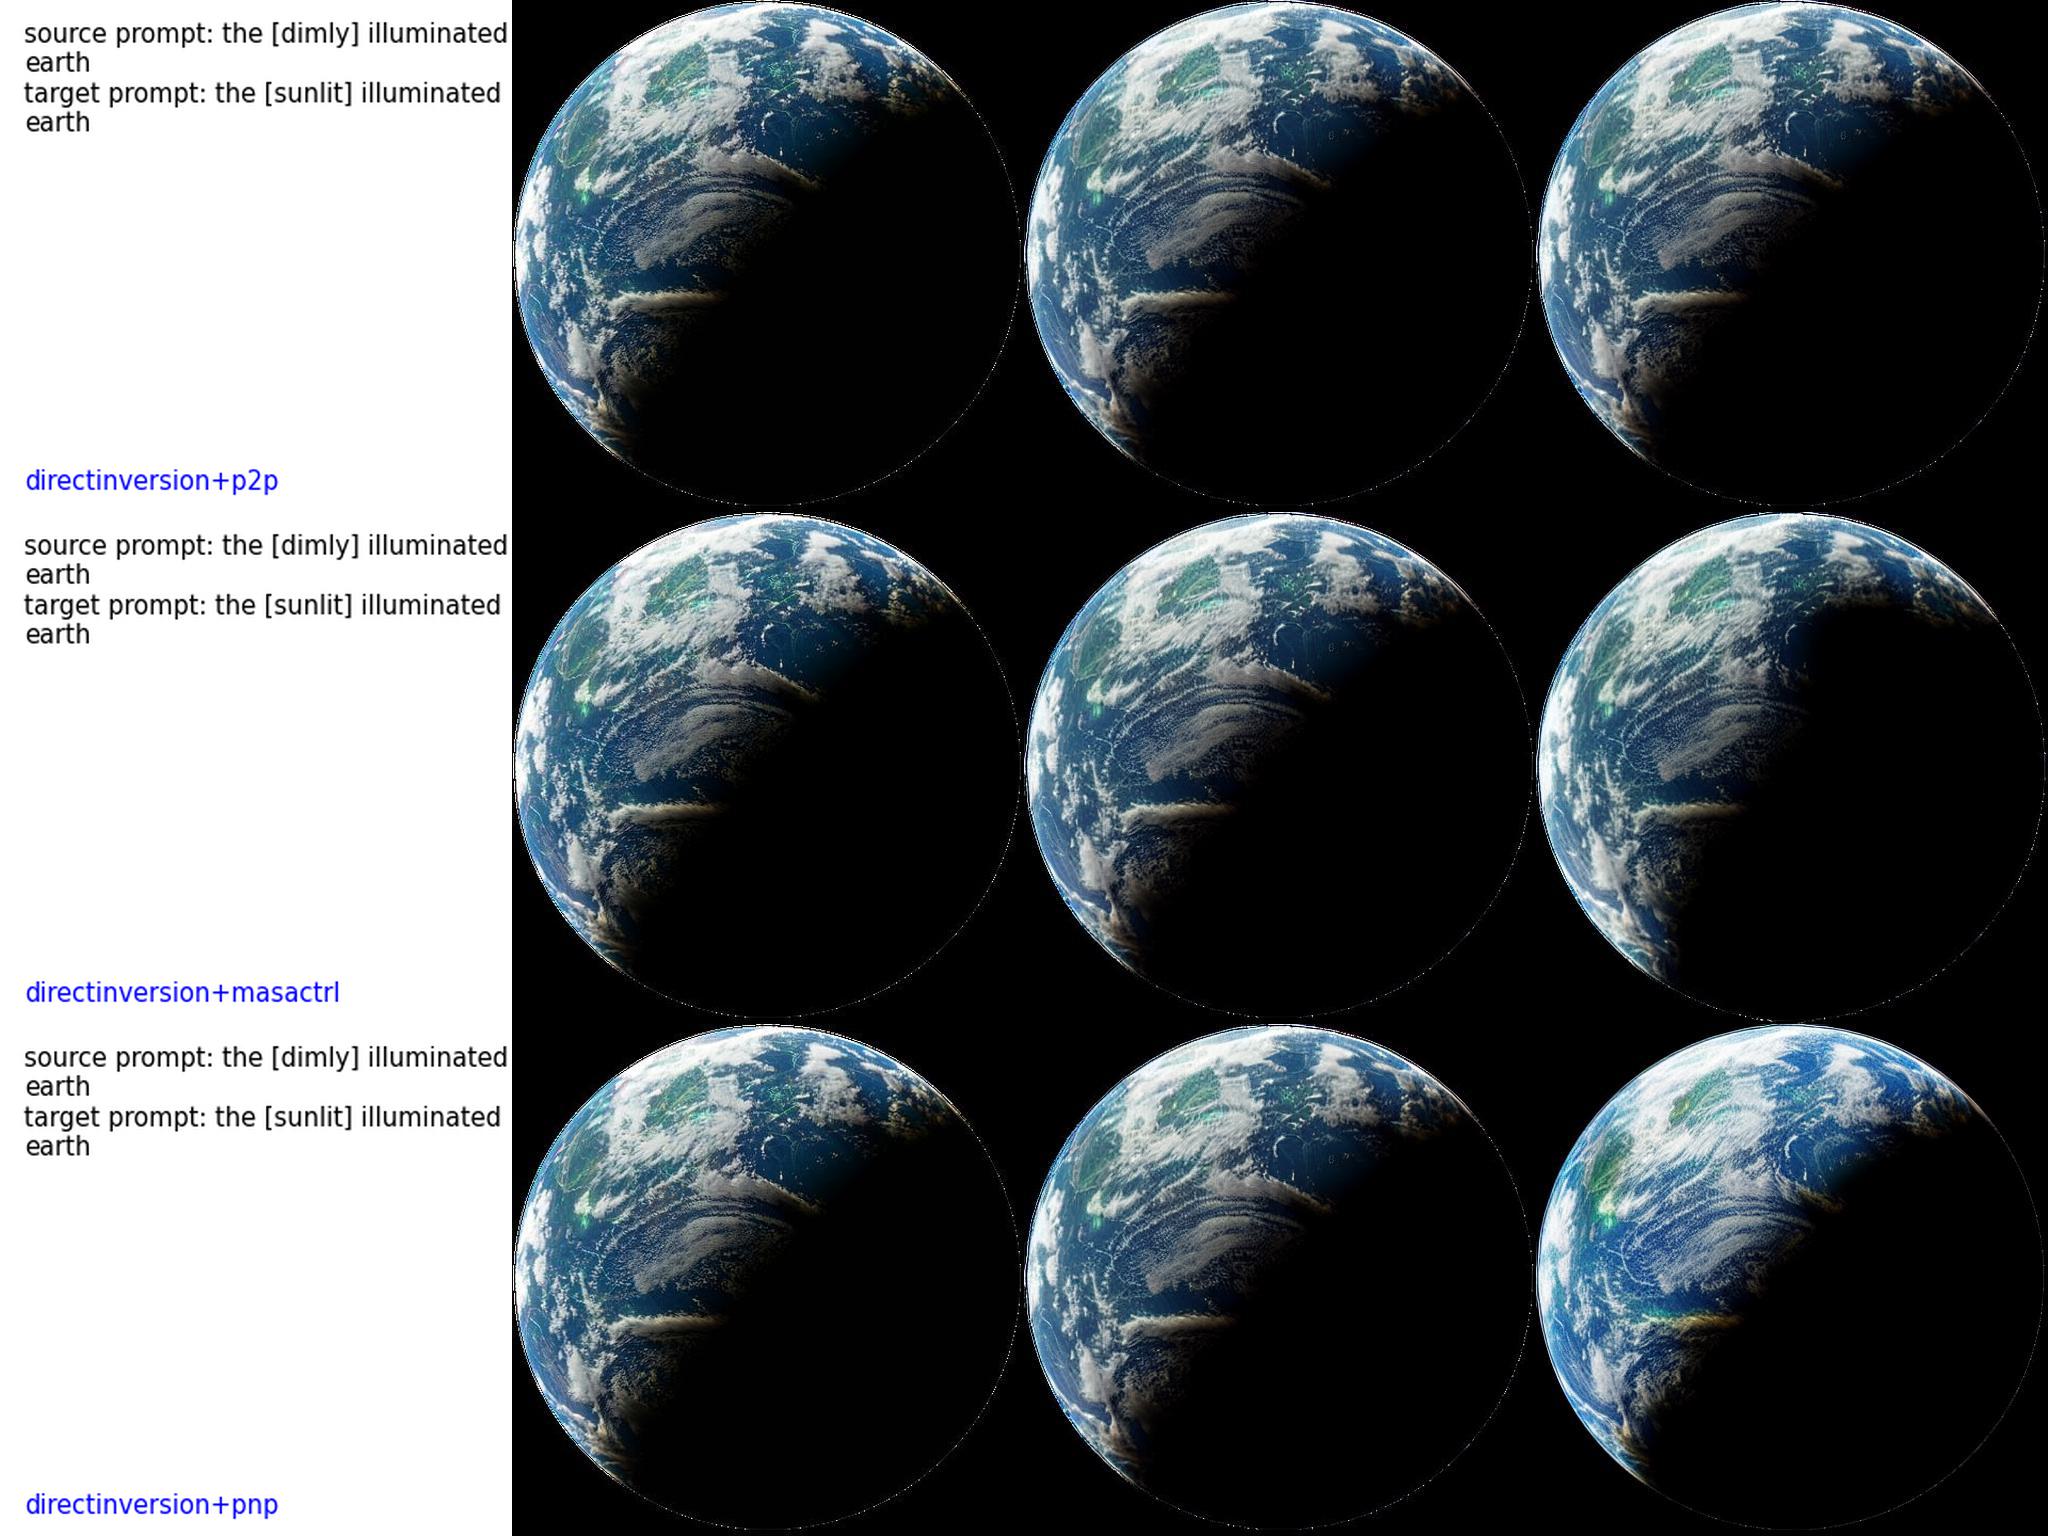 source prompt: the [dimly] illuminated
earth
target prompt: the [sunlit] illuminated
earth
directinversion+p2p
source prompt: the [dimly] illuminated
earth
target prompt: the [sunlit] illuminated
earth
directinversion+masactrl
source prompt: the [dimly] illuminated
earth
target prompt: the [sunlit] illuminated
earth
directinversion+pnp